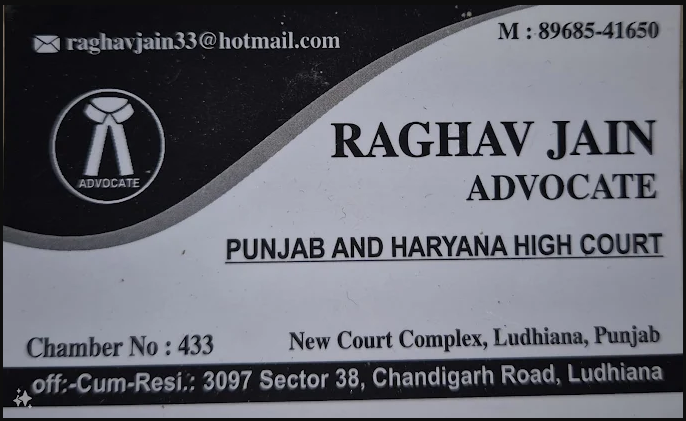 raghavjain33@hotmail.com
M : 89685-41650
ADVOCATE
RAGHAV JAIN
ADVOCATE
PUNJAB AND HARYANA HIGH COURT
Chamber No : 433
New Court Complex, Ludhiana, Punjab
off:-Cum-Resi.: 3097 Sector 38, Chandigarh Road, Ludhiana